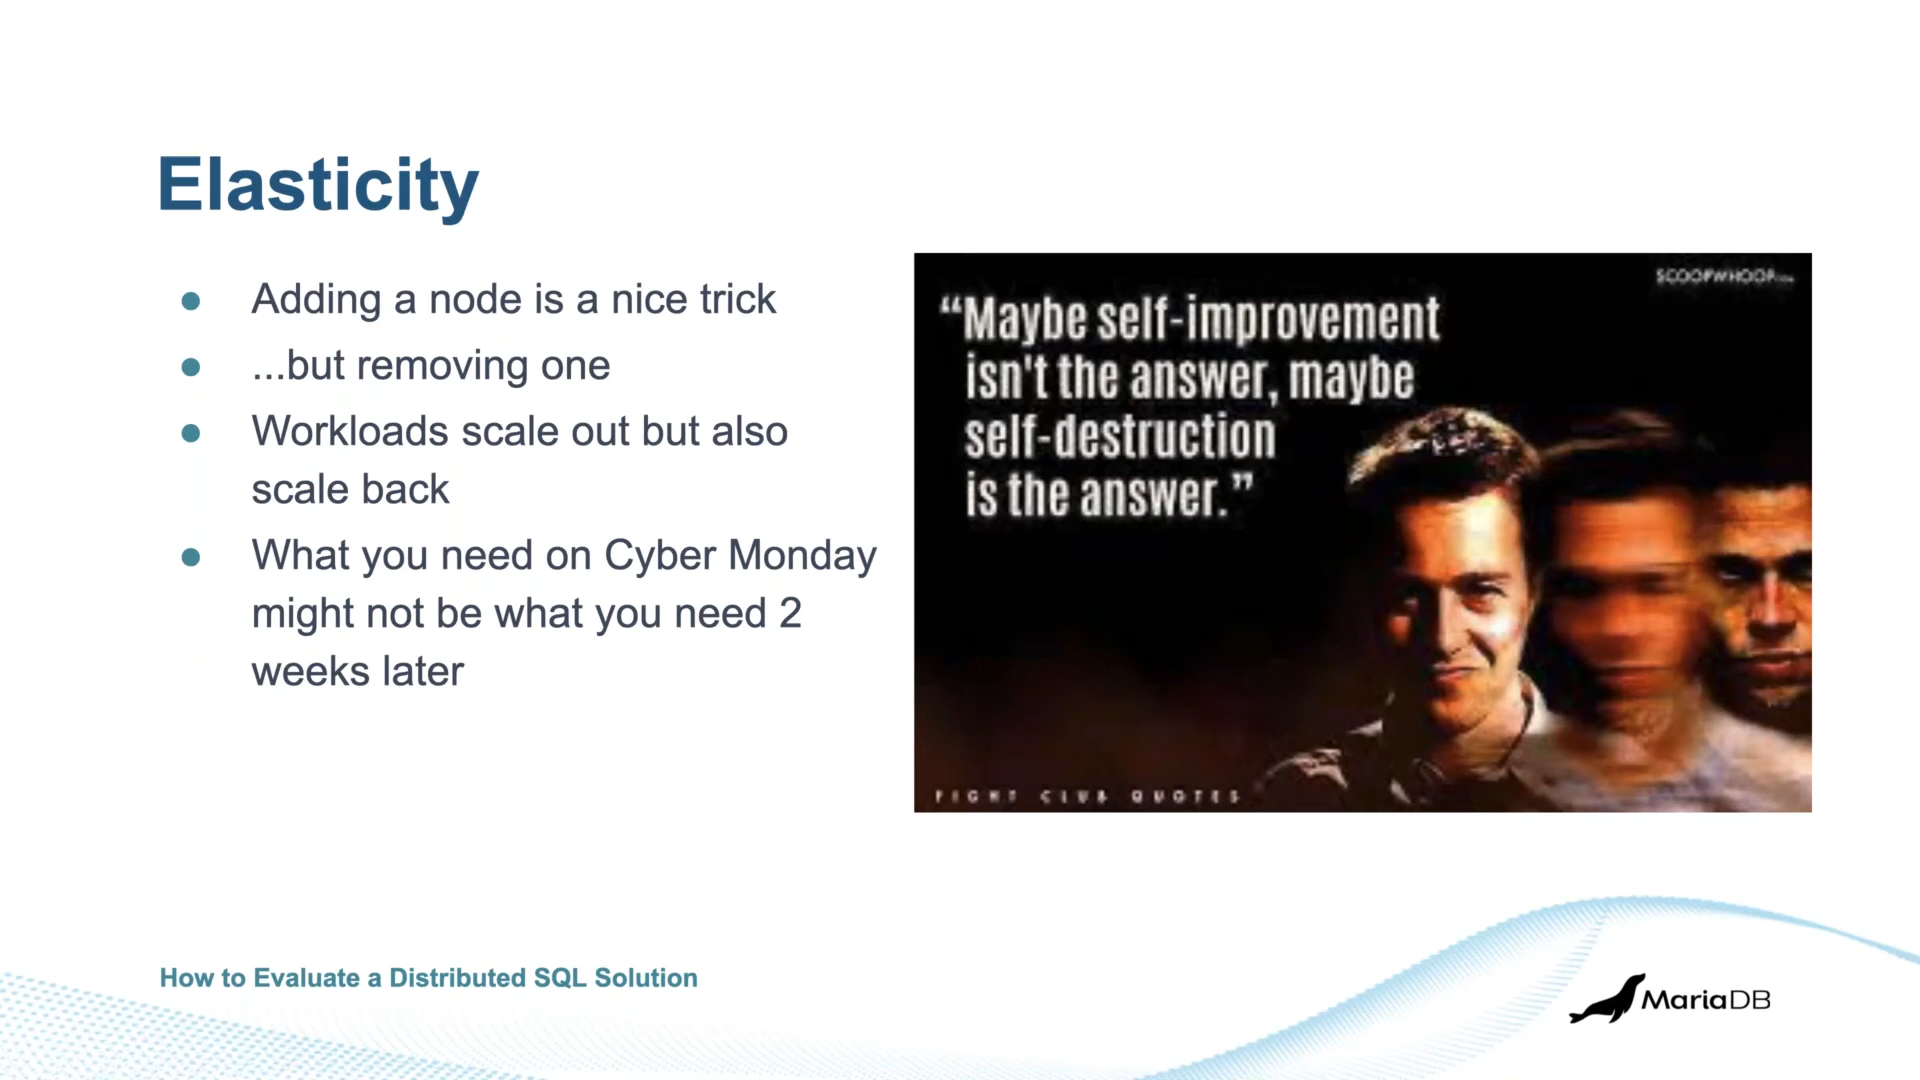 Elasticity
● Adding a node is a nice trick
● ...but removing one
● Workloads scale out but also
scale back
● What you need on Cyber Monday
might not be what you need 2
weeks later
SCOOPWHOOP.com
“Maybe self-improvement
isn't the answer, maybe
self-destruction
is the answer.”
FIGHT CLUB QUOTES
How to Evaluate a Distributed SQL Solution
MariaDB